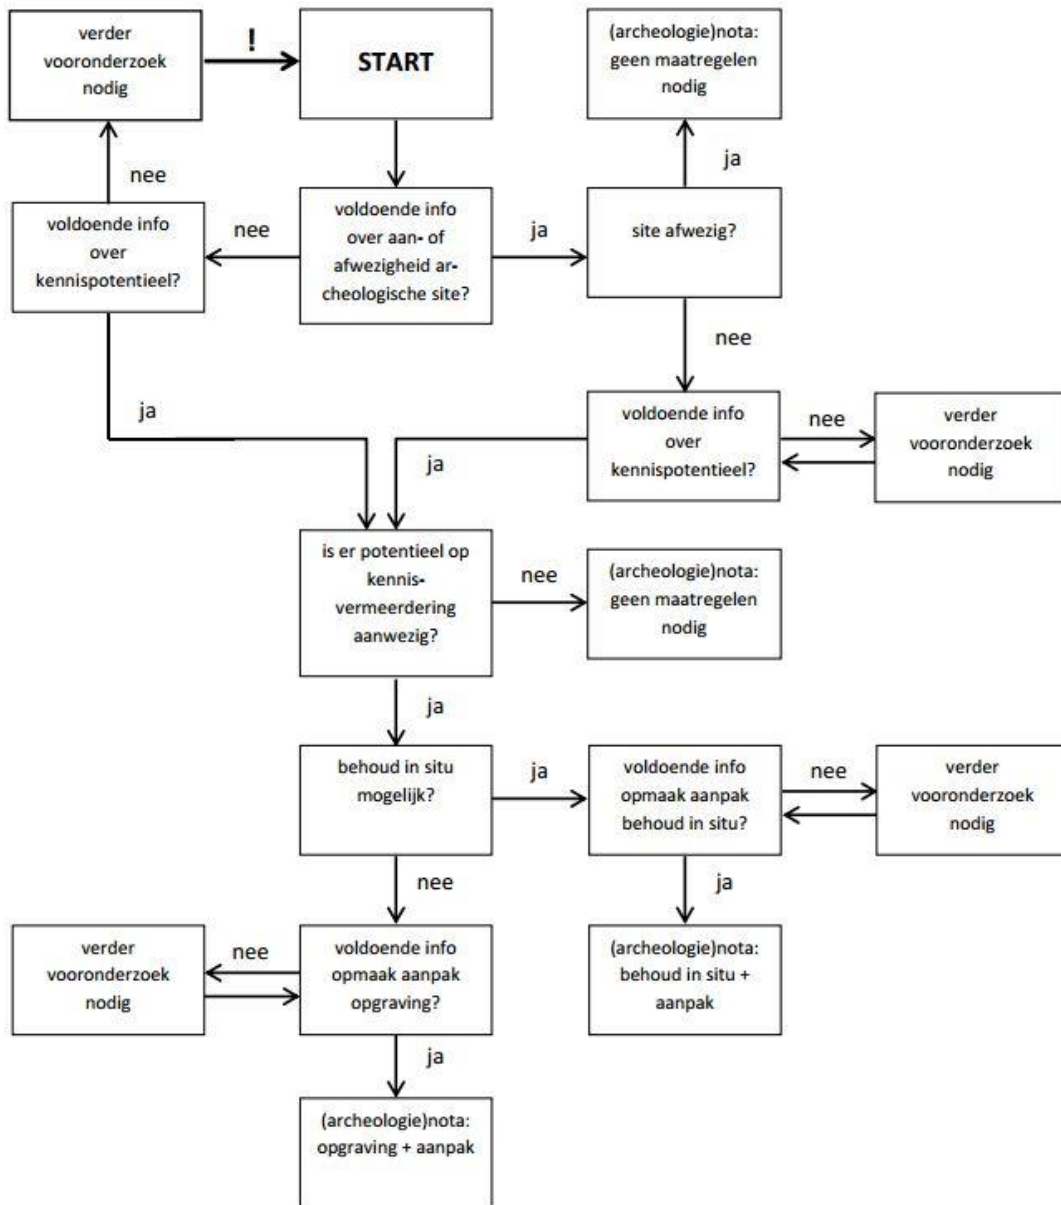 verder
vooronderzoek
nodig
!
START
(archeologie)nota:
geen maatregelen
nodig
nee
ja
voldoende info
over
kennispotentieel?
nee
voldoende info
over aan- of
afwezigheid ar-
cheologische site?
ja
site afwezig?
nee
ja
voldoende info
over
kennispotentieel?
nee
verder
vooronderzoek
nodig
ja
is er potentieel op
kennis-
vermeerdering
aanwezig?
nee
(archeologie)nota:
geen maatregelen
nodig
ja
behoud in situ
mogelijk?
ja
voldoende info
opmaak aanpak
behoud in situ?
nee
verder
vooronderzoek
nodig
nee
ja
verder
vooronderzoek
nodig
nee
voldoende info
opmaak aanpak
opgraving?
(archeologie)nota:
behoud in situ +
aanpak
ja
(archeologie)nota:
opgraving + aanpak